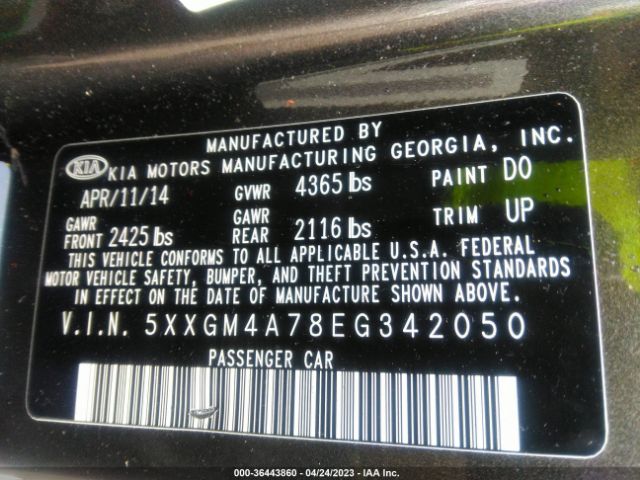 MANUFACTURED BY
KIA KIA MOTORS MANUFACTURING GEORGIA, INC.
APR/11/14 GVWR 4365 lbs PAINT DO
GAWR FRONT 2425 lbs GAWR REAR 2116 lbs TRIM UP
THIS VEHICLE CONFORMS TO ALL APPLICABLE U.S.A. FEDERAL
MOTOR VEHICLE SAFETY, BUMPER, AND THEFT PREVENTION STANDARDS
IN EFFECT ON THE DATE OF MANUFACTURE SHOWN ABOVE.
V.I.N. 5XXGM4A78EG342050
PASSENGER CAR
000-36443860 - 04/24/2023 - IAA Inc.